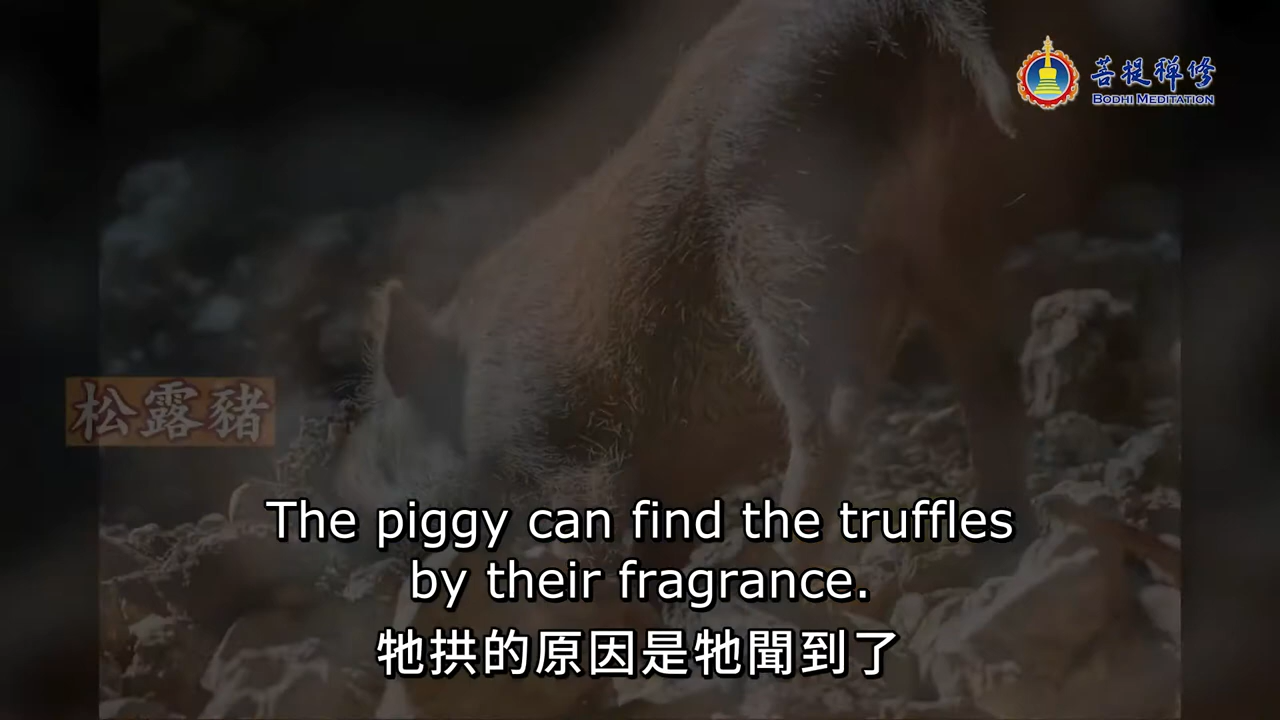 菩提禪修
BODHI MEDITATION
松露豬
The piggy can find the truffles
by their fragrance.
牠拱的原因是牠聞到了